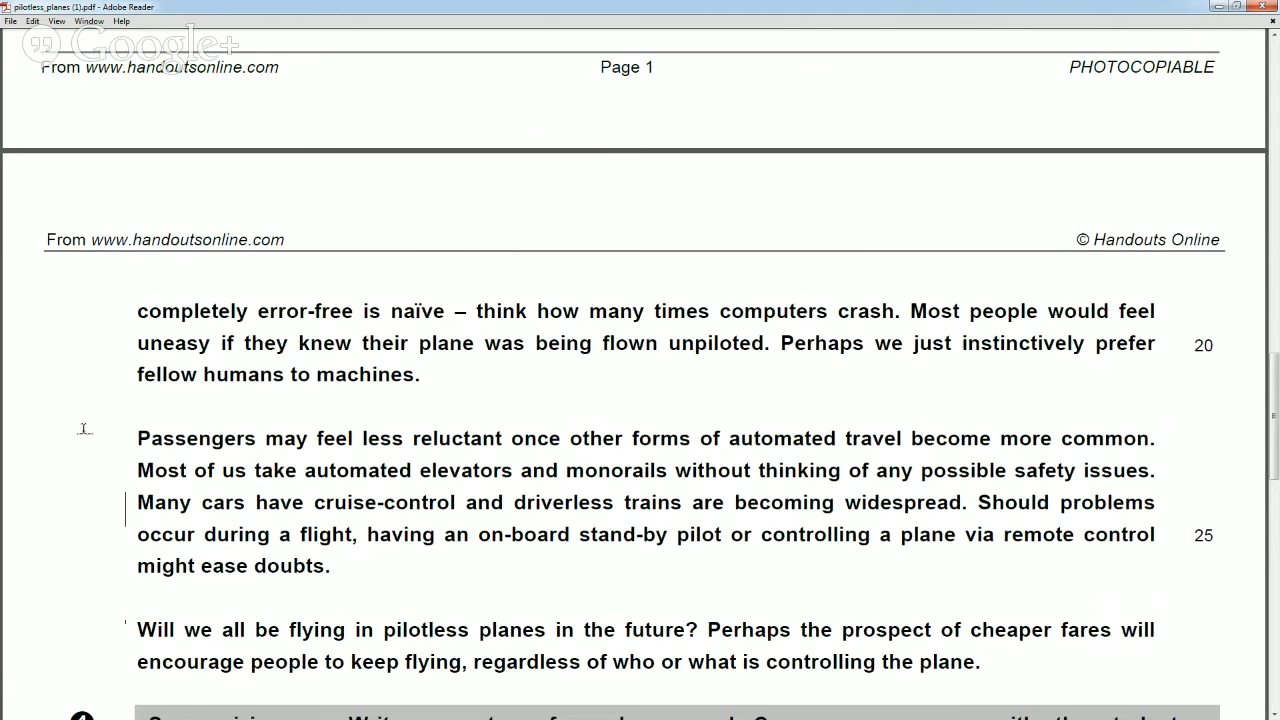 pilotless_planes (1).pdf - Adobe Reader
File Edit View Window Help
Google+
From www.handoutsonline.com Page 1 PHOTOCOPIABLE
From www.handoutsonline.com © Handouts Online
completely error-free is naïve – think how many times computers crash. Most people would feel
uneasy if they knew their plane was being flown unpiloted. Perhaps we just instinctively prefer 20
fellow humans to machines.
Passengers may feel less reluctant once other forms of automated travel become more common.
Most of us take automated elevators and monorails without thinking of any possible safety issues.
Many cars have cruise-control and driverless trains are becoming widespread. Should problems
occur during a flight, having an on-board stand-by pilot or controlling a plane via remote control 25
might ease doubts.
Will we all be flying in pilotless planes in the future? Perhaps the prospect of cheaper fares will
encourage people to keep flying, regardless of who or what is controlling the plane.